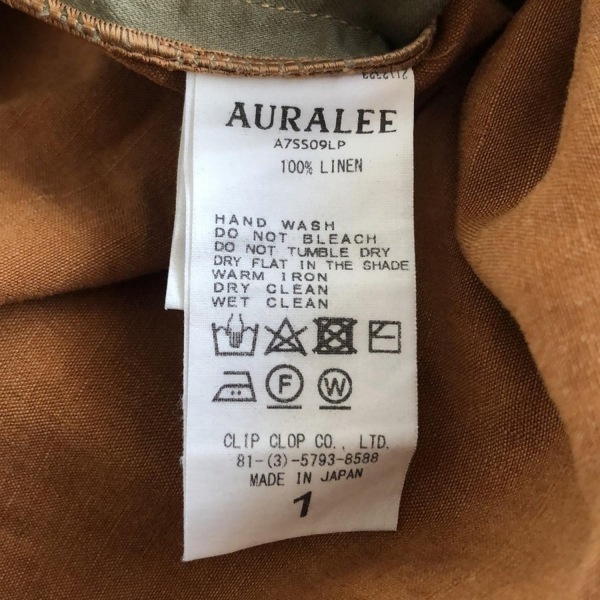 AURALEE
A7SS09LP
100% LINEN
HAND WASH
DO NOT BLEACH
DO NOT TUMBLE DRY
DRY FLAT IN THE SHADE
WARM IRON
DRY CLEAN
WET CLEAN
F
W
CLIP CLOP CO., LTD.
81-(3)-5793-8588
MADE IN JAPAN
1